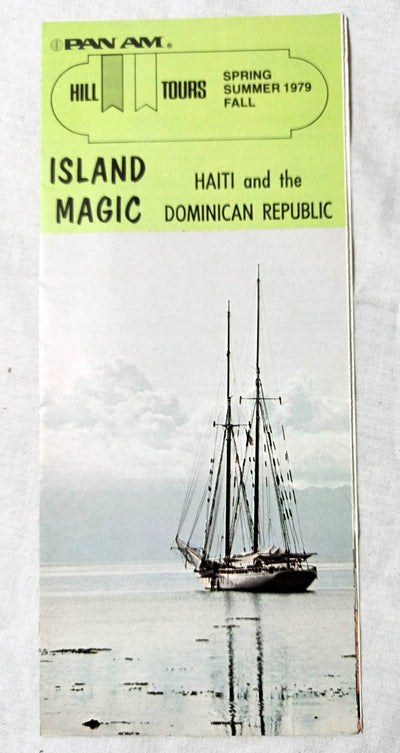 PAN AM®
HILL TOURS
SPRING
SUMMER 1979
FALL
ISLAND
MAGIC
HAITI and the
DOMINICAN REPUBLIC